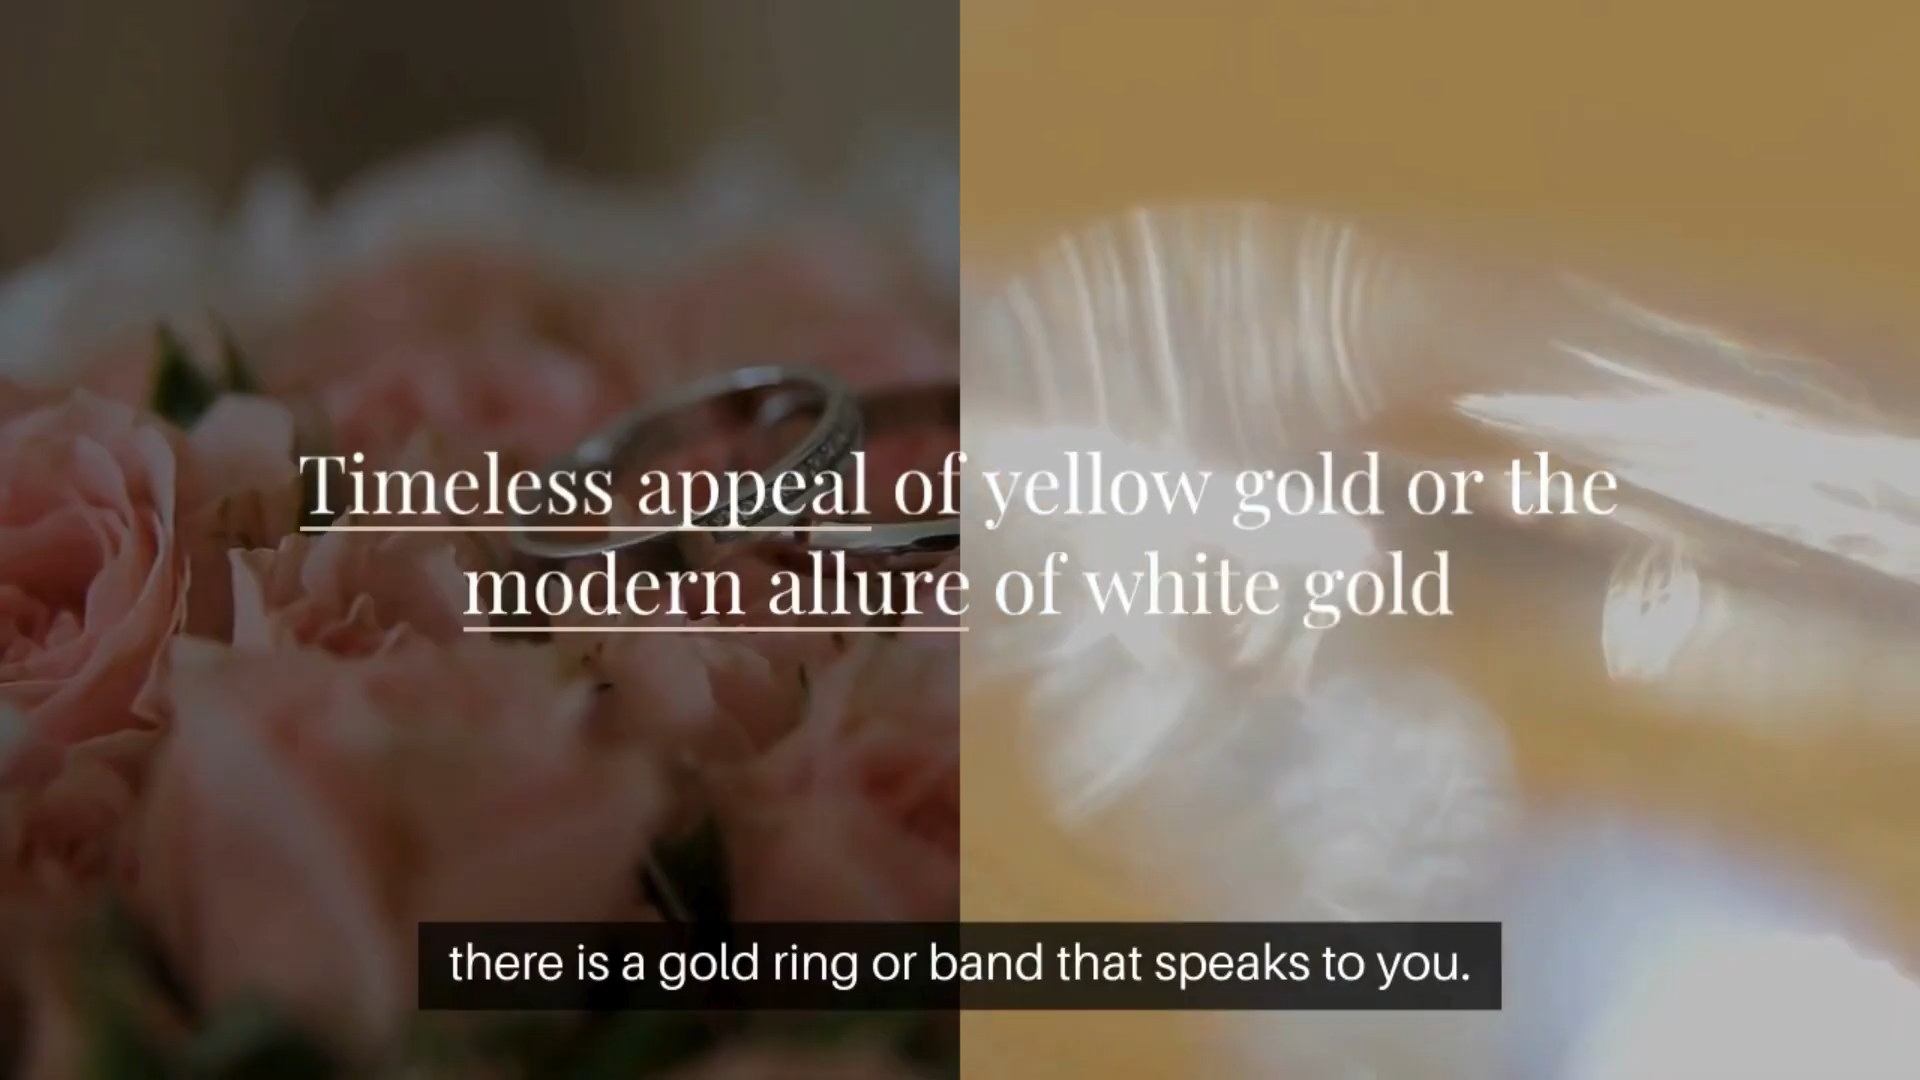 Timeless appeal of yellow gold or the
modern allure of white gold
there is a gold ring or band that speaks to you.